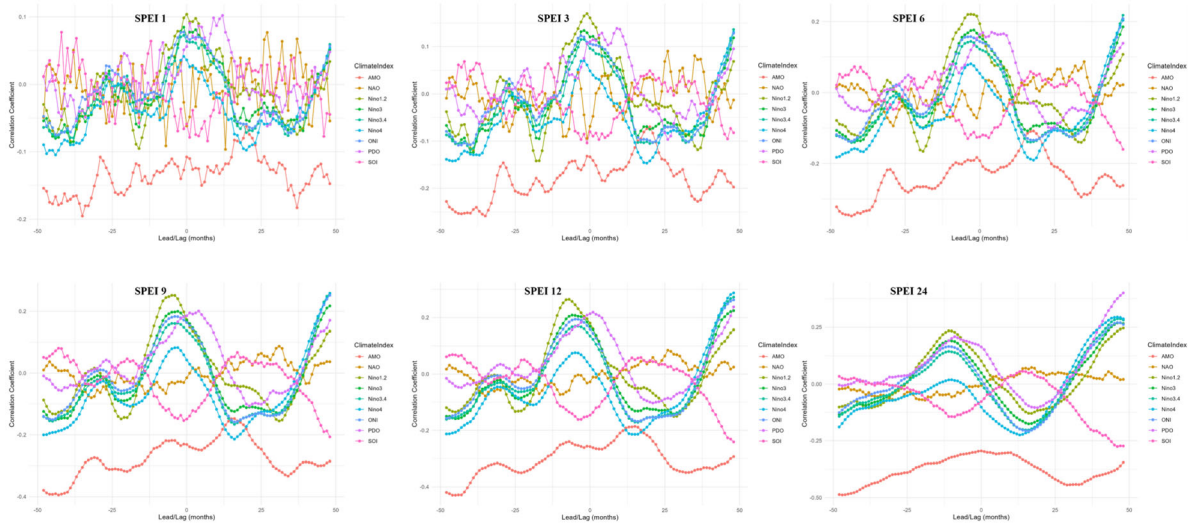 SPEI 1
0.1
0.0
-0.1
-0.2
Correlation Coefficient
-50
-25
0
25
50
Lead/Lag (months)
ClimateIndex
AMO
NAO
Nino1.2
Nino3
Nino3.4
Nino4
ONI
PDO
SOI
SPEI 3
0.1
0.0
-0.1
-0.2
Correlation Coefficient
-50
-25
0
25
50
Lead/Lag (months)
ClimateIndex
AMO
NAO
Nino1.2
Nino3
Nino3.4
Nino4
ONI
PDO
SOI
SPEI 6
0.2
0.0
-0.2
Correlation Coefficient
-50
-25
0
25
50
Lead/Lag (months)
ClimateIndex
AMO
NAO
Nino1.2
Nino3
Nino3.4
Nino4
ONI
PDO
SOI
SPEI 9
0.2
0.0
-0.2
-0.4
Correlation Coefficient
-50
-25
0
25
50
Lead/Lag (months)
ClimateIndex
AMO
NAO
Nino1.2
Nino3
Nino3.4
Nino4
ONI
PDO
SOI
SPEI 12
0.2
0.0
-0.2
-0.4
Correlation Coefficient
-50
-25
0
25
50
Lead/Lag (months)
ClimateIndex
AMO
NAO
Nino1.2
Nino3
Nino3.4
Nino4
ONI
PDO
SOI
SPEI 24
0.25
0.00
-0.25
-0.50
Correlation Coefficient
-50
-25
0
25
50
Lead/Lag (months)
ClimateIndex
AMO
NAO
Nino1.2
Nino3
Nino3.4
Nino4
ONI
PDO
SOI